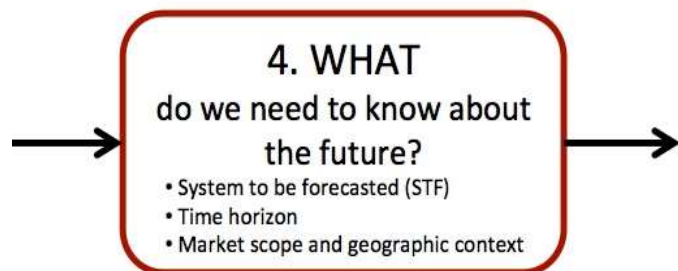 4. WHAT
do we need to know about
the future?
• System to be forecasted (STF)
• Time horizon
• Market scope and geographic context